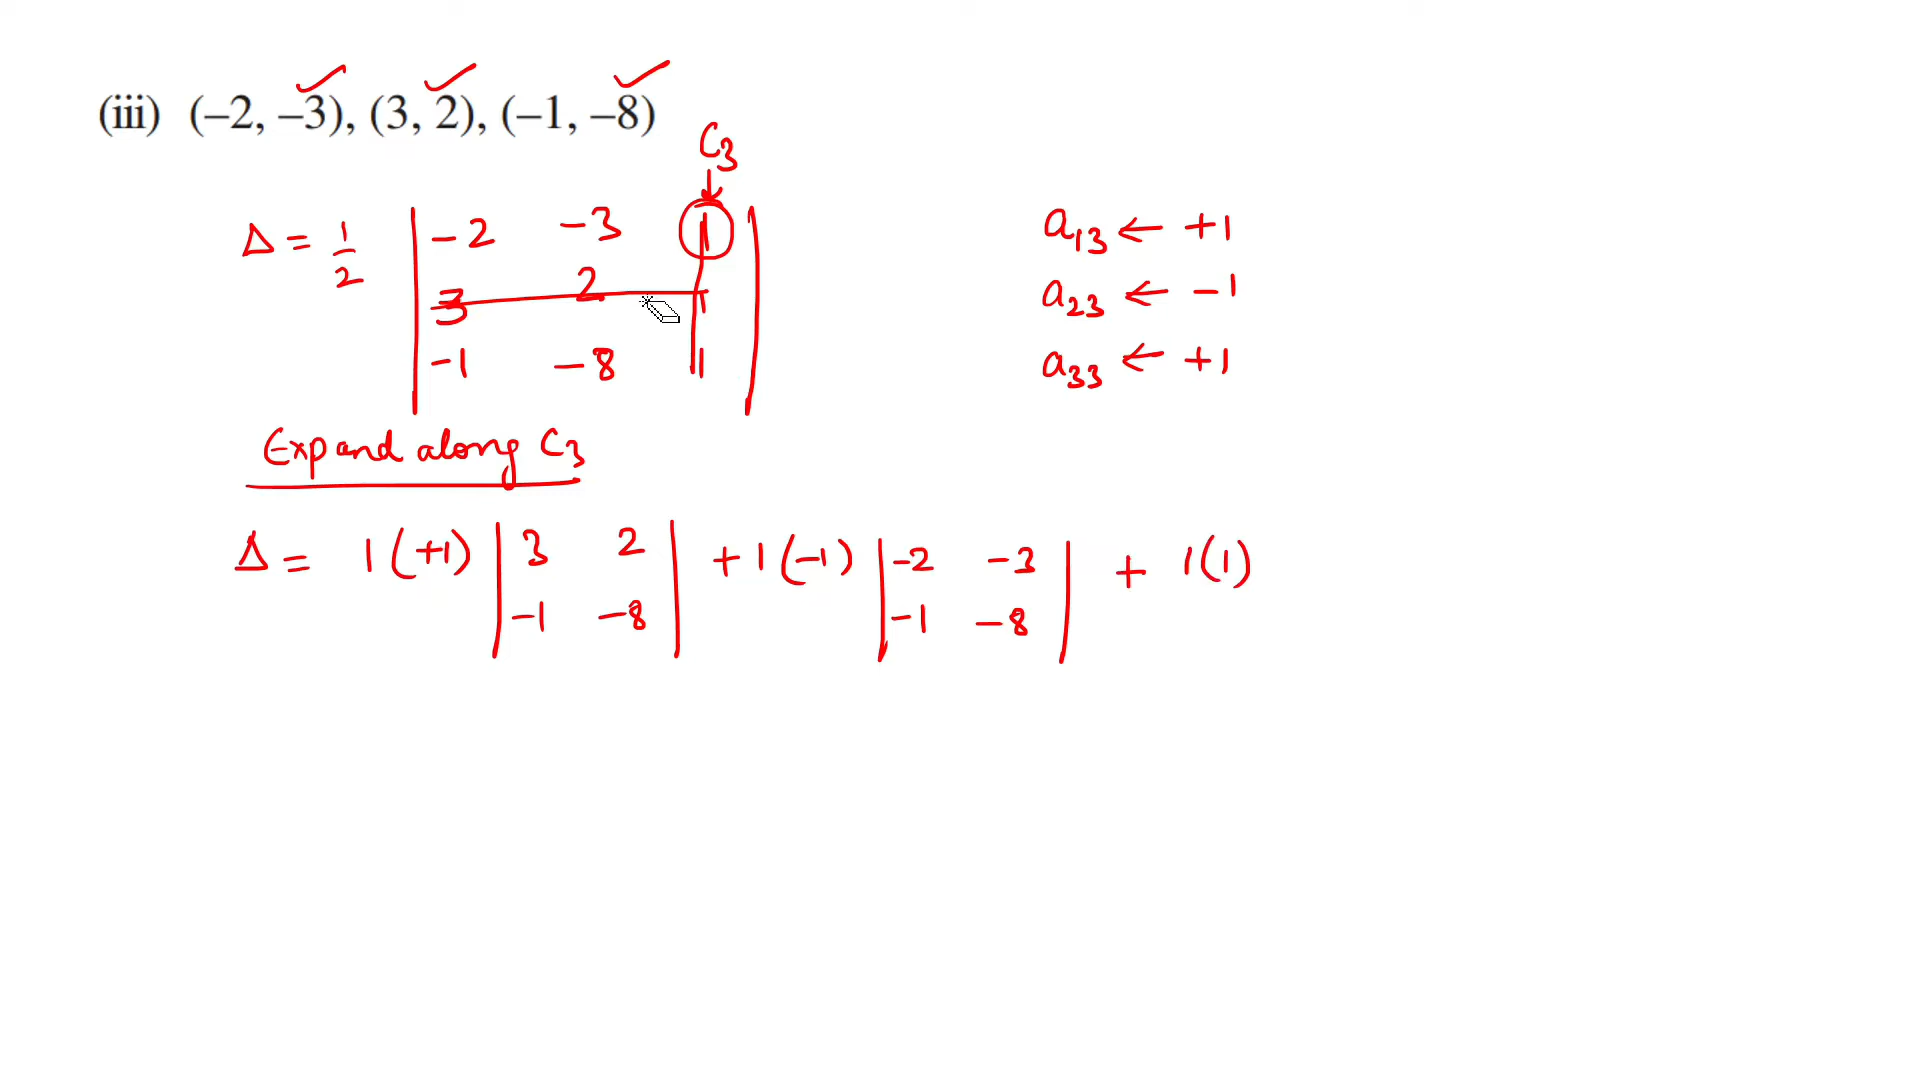 (iii) (–2, –3), (3, 2), (–1, –8)
C3
Δ = 1/2 | -2 -3 1 |
| 3 2 1 |
| -1 -8 1 |
a13 ← +1
a23 ← -1
a33 ← +1
Expand along C3
Δ = 1(+1) | 3 2 | + 1(-1) | -2 -3 | + 1(1)
| -1 -8 | | -1 -8 |